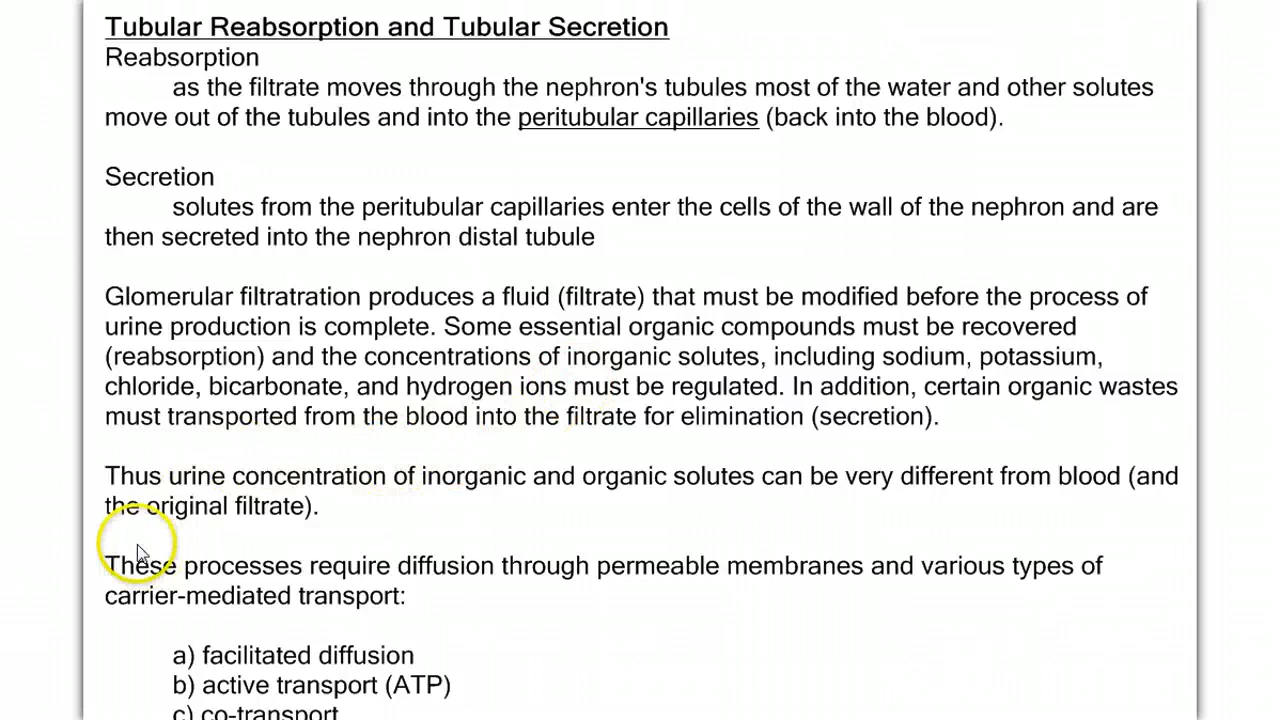 Tubular Reabsorption and Tubular Secretion
Reabsorption
as the filtrate moves through the nephron's tubules most of the water and other solutes
move out of the tubules and into the peritubular capillaries (back into the blood).
Secretion
solutes from the peritubular capillaries enter the cells of the wall of the nephron and are
then secreted into the nephron distal tubule
Glomerular filtratration produces a fluid (filtrate) that must be modified before the process of
urine production is complete. Some essential organic compounds must be recovered
(reabsorption) and the concentrations of inorganic solutes, including sodium, potassium,
chloride, bicarbonate, and hydrogen ions must be regulated. In addition, certain organic wastes
must transported from the blood into the filtrate for elimination (secretion).
Thus urine concentration of inorganic and organic solutes can be very different from blood (and
the original filtrate).
These processes require diffusion through permeable membranes and various types of
carrier-mediated transport:
a) facilitated diffusion
b) active transport (ATP)
c) co-transport